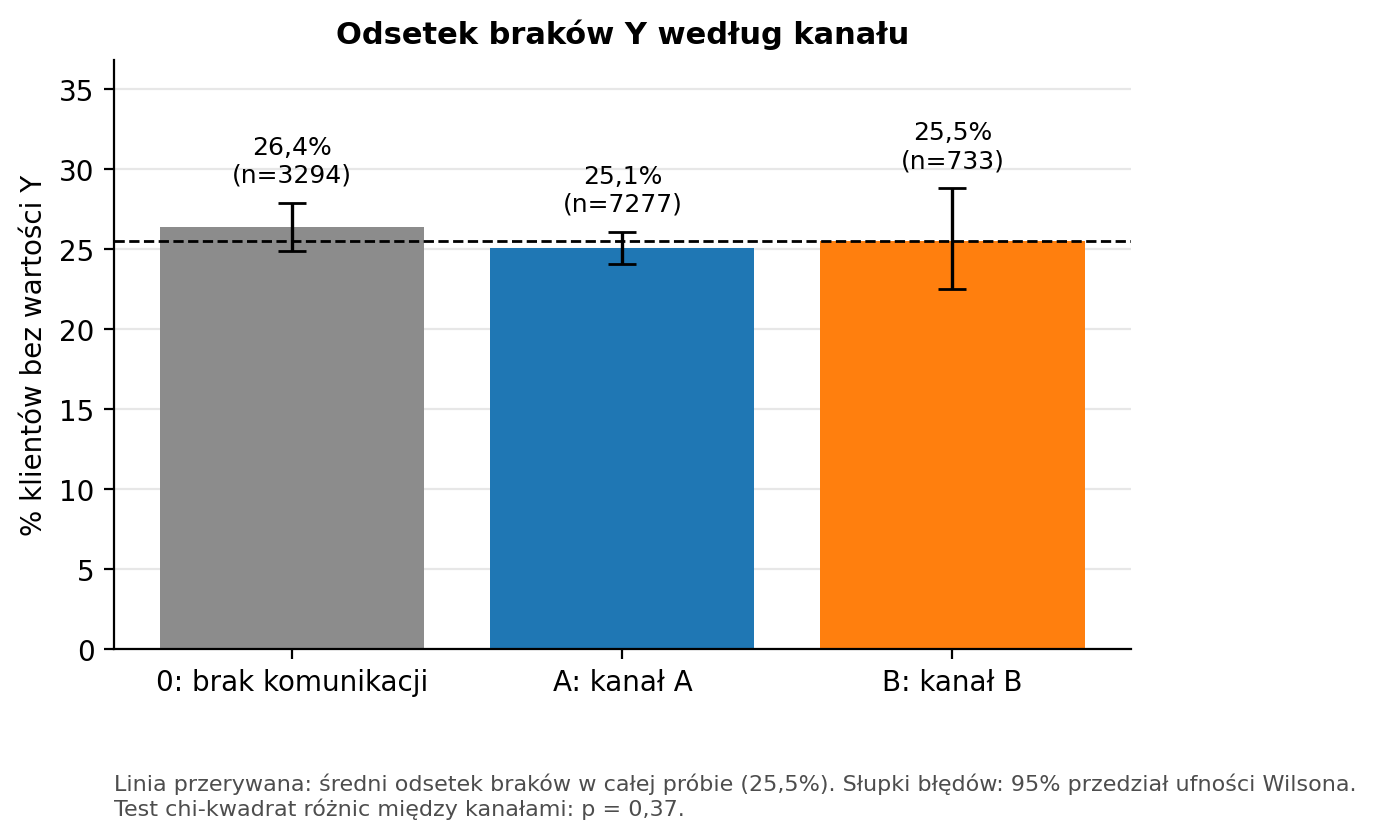 Odsetek braków Y według kanału
% klientów bez wartości Y
35
30
25
20
15
10
5
0
26,4%
(n=3294)
25,1%
(n=7277)
25,5%
(n=733)
0: brak komunikacji
A: kanał A
B: kanał B
Linia przerywana: średni odsetek braków w całej próbie (25,5%). Słupki błędów: 95% przedział ufności Wilsona.
Test chi-kwadrat różnic między kanałami: p = 0,37.